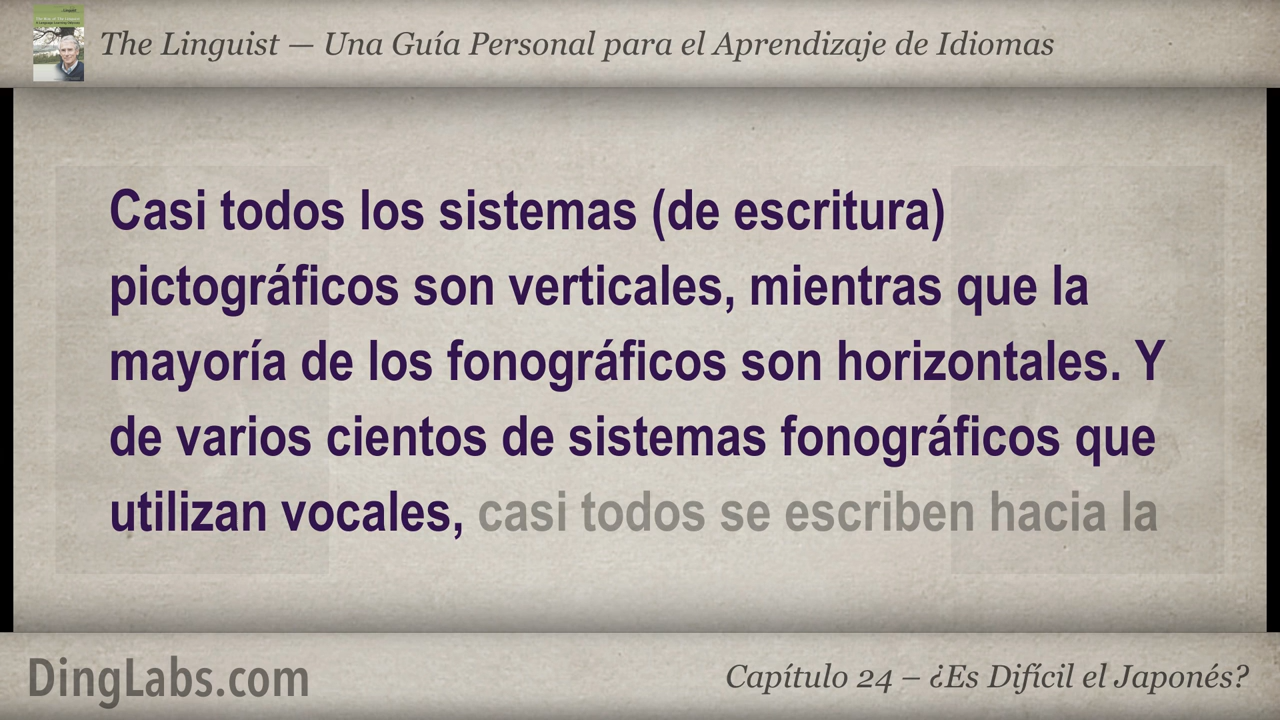 The Linguist — Una Guía Personal para el Aprendizaje de Idiomas
Casi todos los sistemas (de escritura)
pictográficos son verticales, mientras que la
mayoría de los fonográficos son horizontales. Y
de varios cientos de sistemas fonográficos que
utilizan vocales, casi todos se escriben hacia la
DingLabs.com
Capítulo 24 – ¿Es Difícil el Japonés?